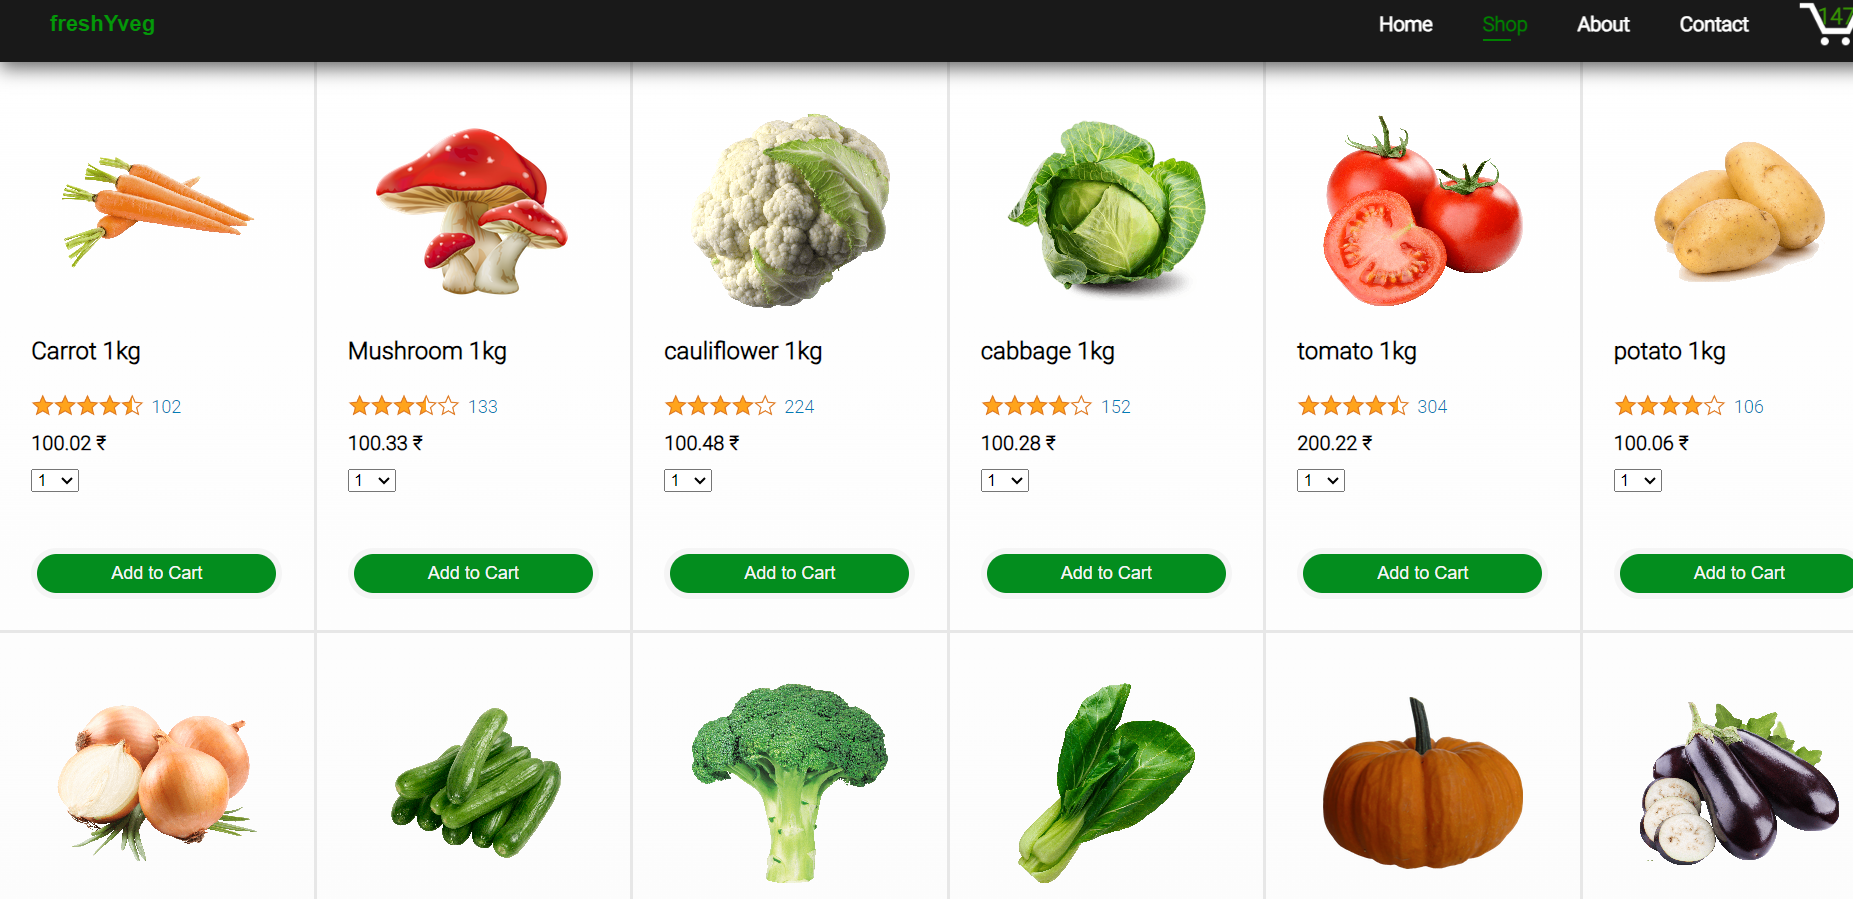 freshYveg
Home Shop About Contact 147
Carrot 1kg
102
100.02 ₹
1
Add to Cart
Mushroom 1kg
133
100.33 ₹
1
Add to Cart
cauliflower 1kg
224
100.48 ₹
1
Add to Cart
cabbage 1kg
152
100.28 ₹
1
Add to Cart
tomato 1kg
304
200.22 ₹
1
Add to Cart
potato 1kg
106
100.06 ₹
1
Add to Cart